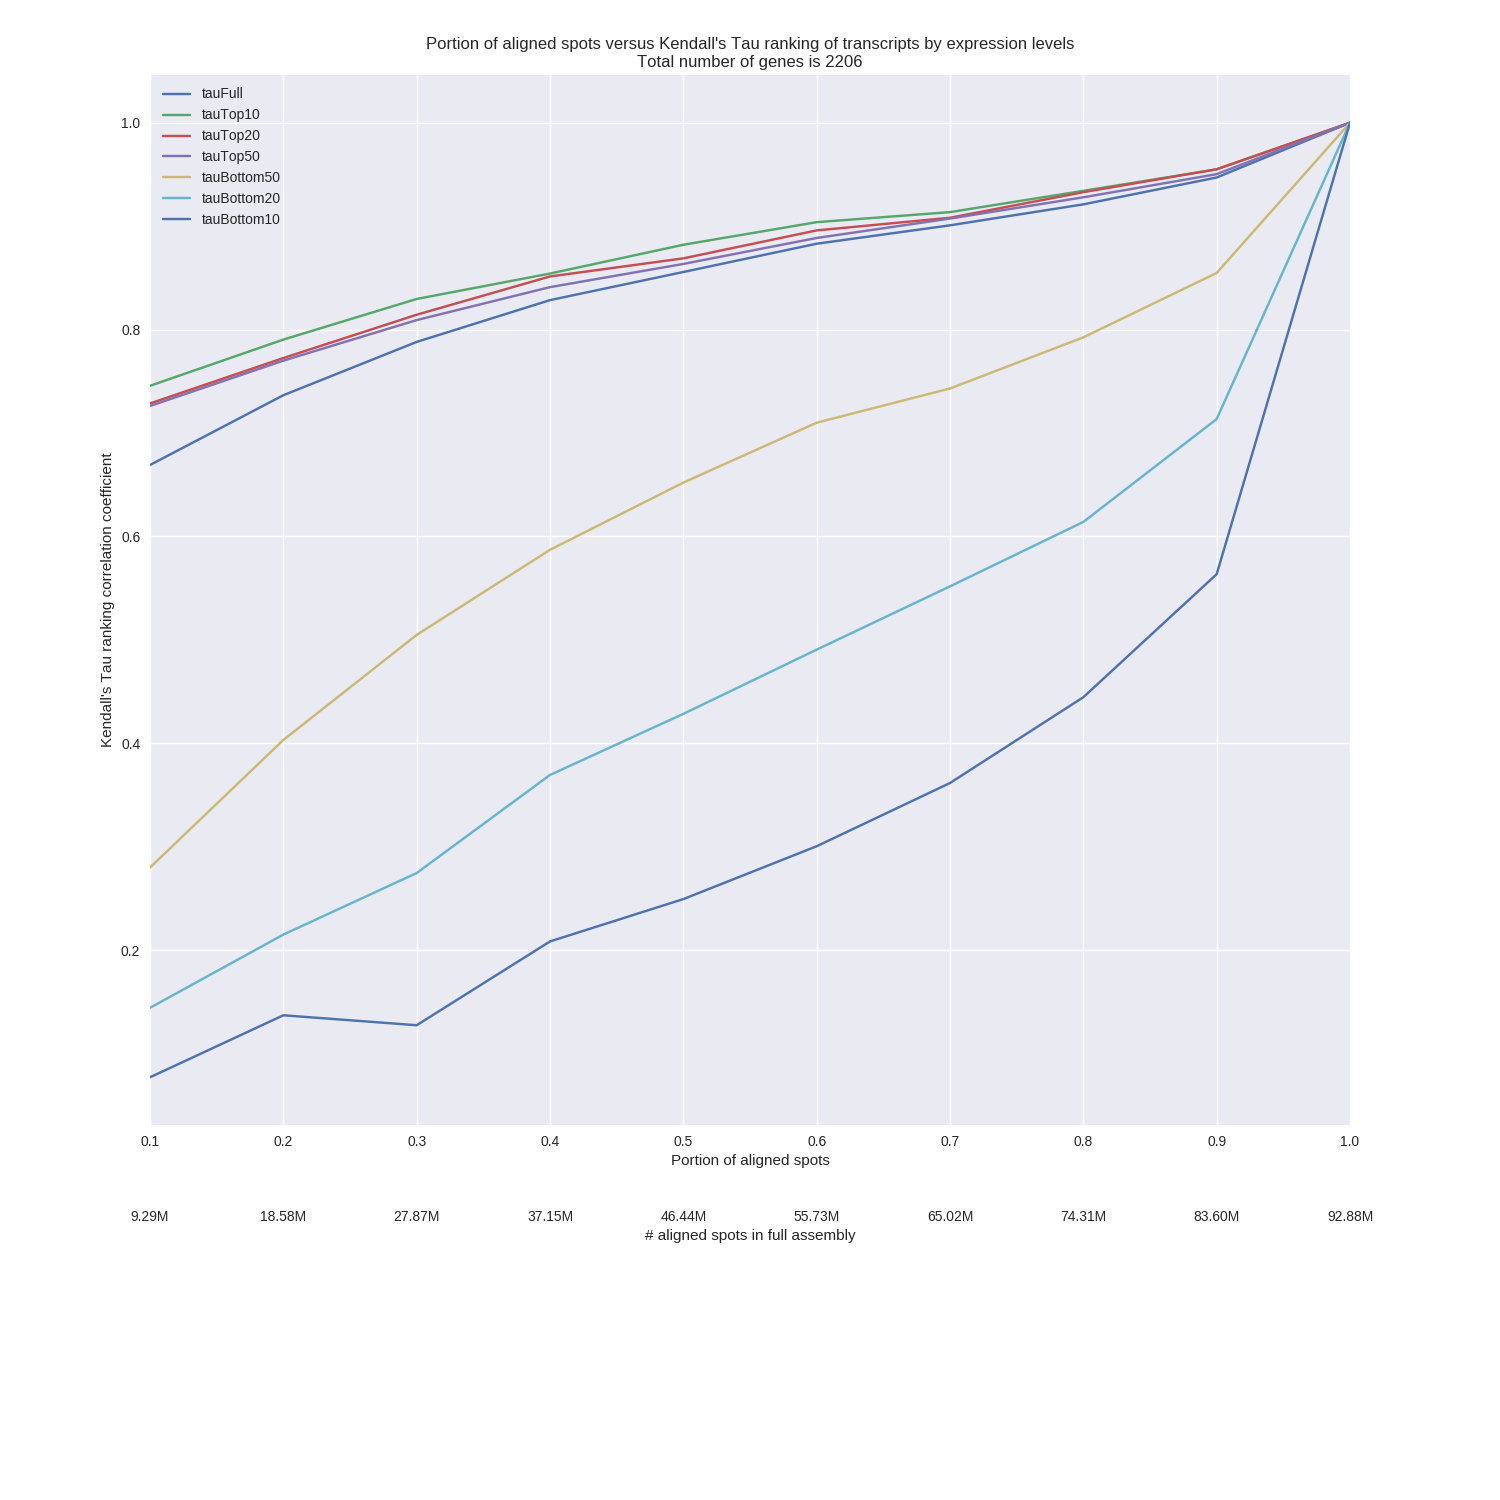 Portion of aligned spots versus Kendall's Tau ranking of transcripts by expression levels
Total number of genes is 2206
tauFull
tauTop10
tauTop20
tauTop50
tauBottom50
tauBottom20
tauBottom10
1.0
0.8
0.6
0.4
0.2
Kendall's Tau ranking correlation coefficient
0.1 0.2 0.3 0.4 0.5 0.6 0.7 0.8 0.9 1.0
Portion of aligned spots
9.29M 18.58M 27.87M 37.15M 46.44M 55.73M 65.02M 74.31M 83.60M 92.88M
# aligned spots in full assembly